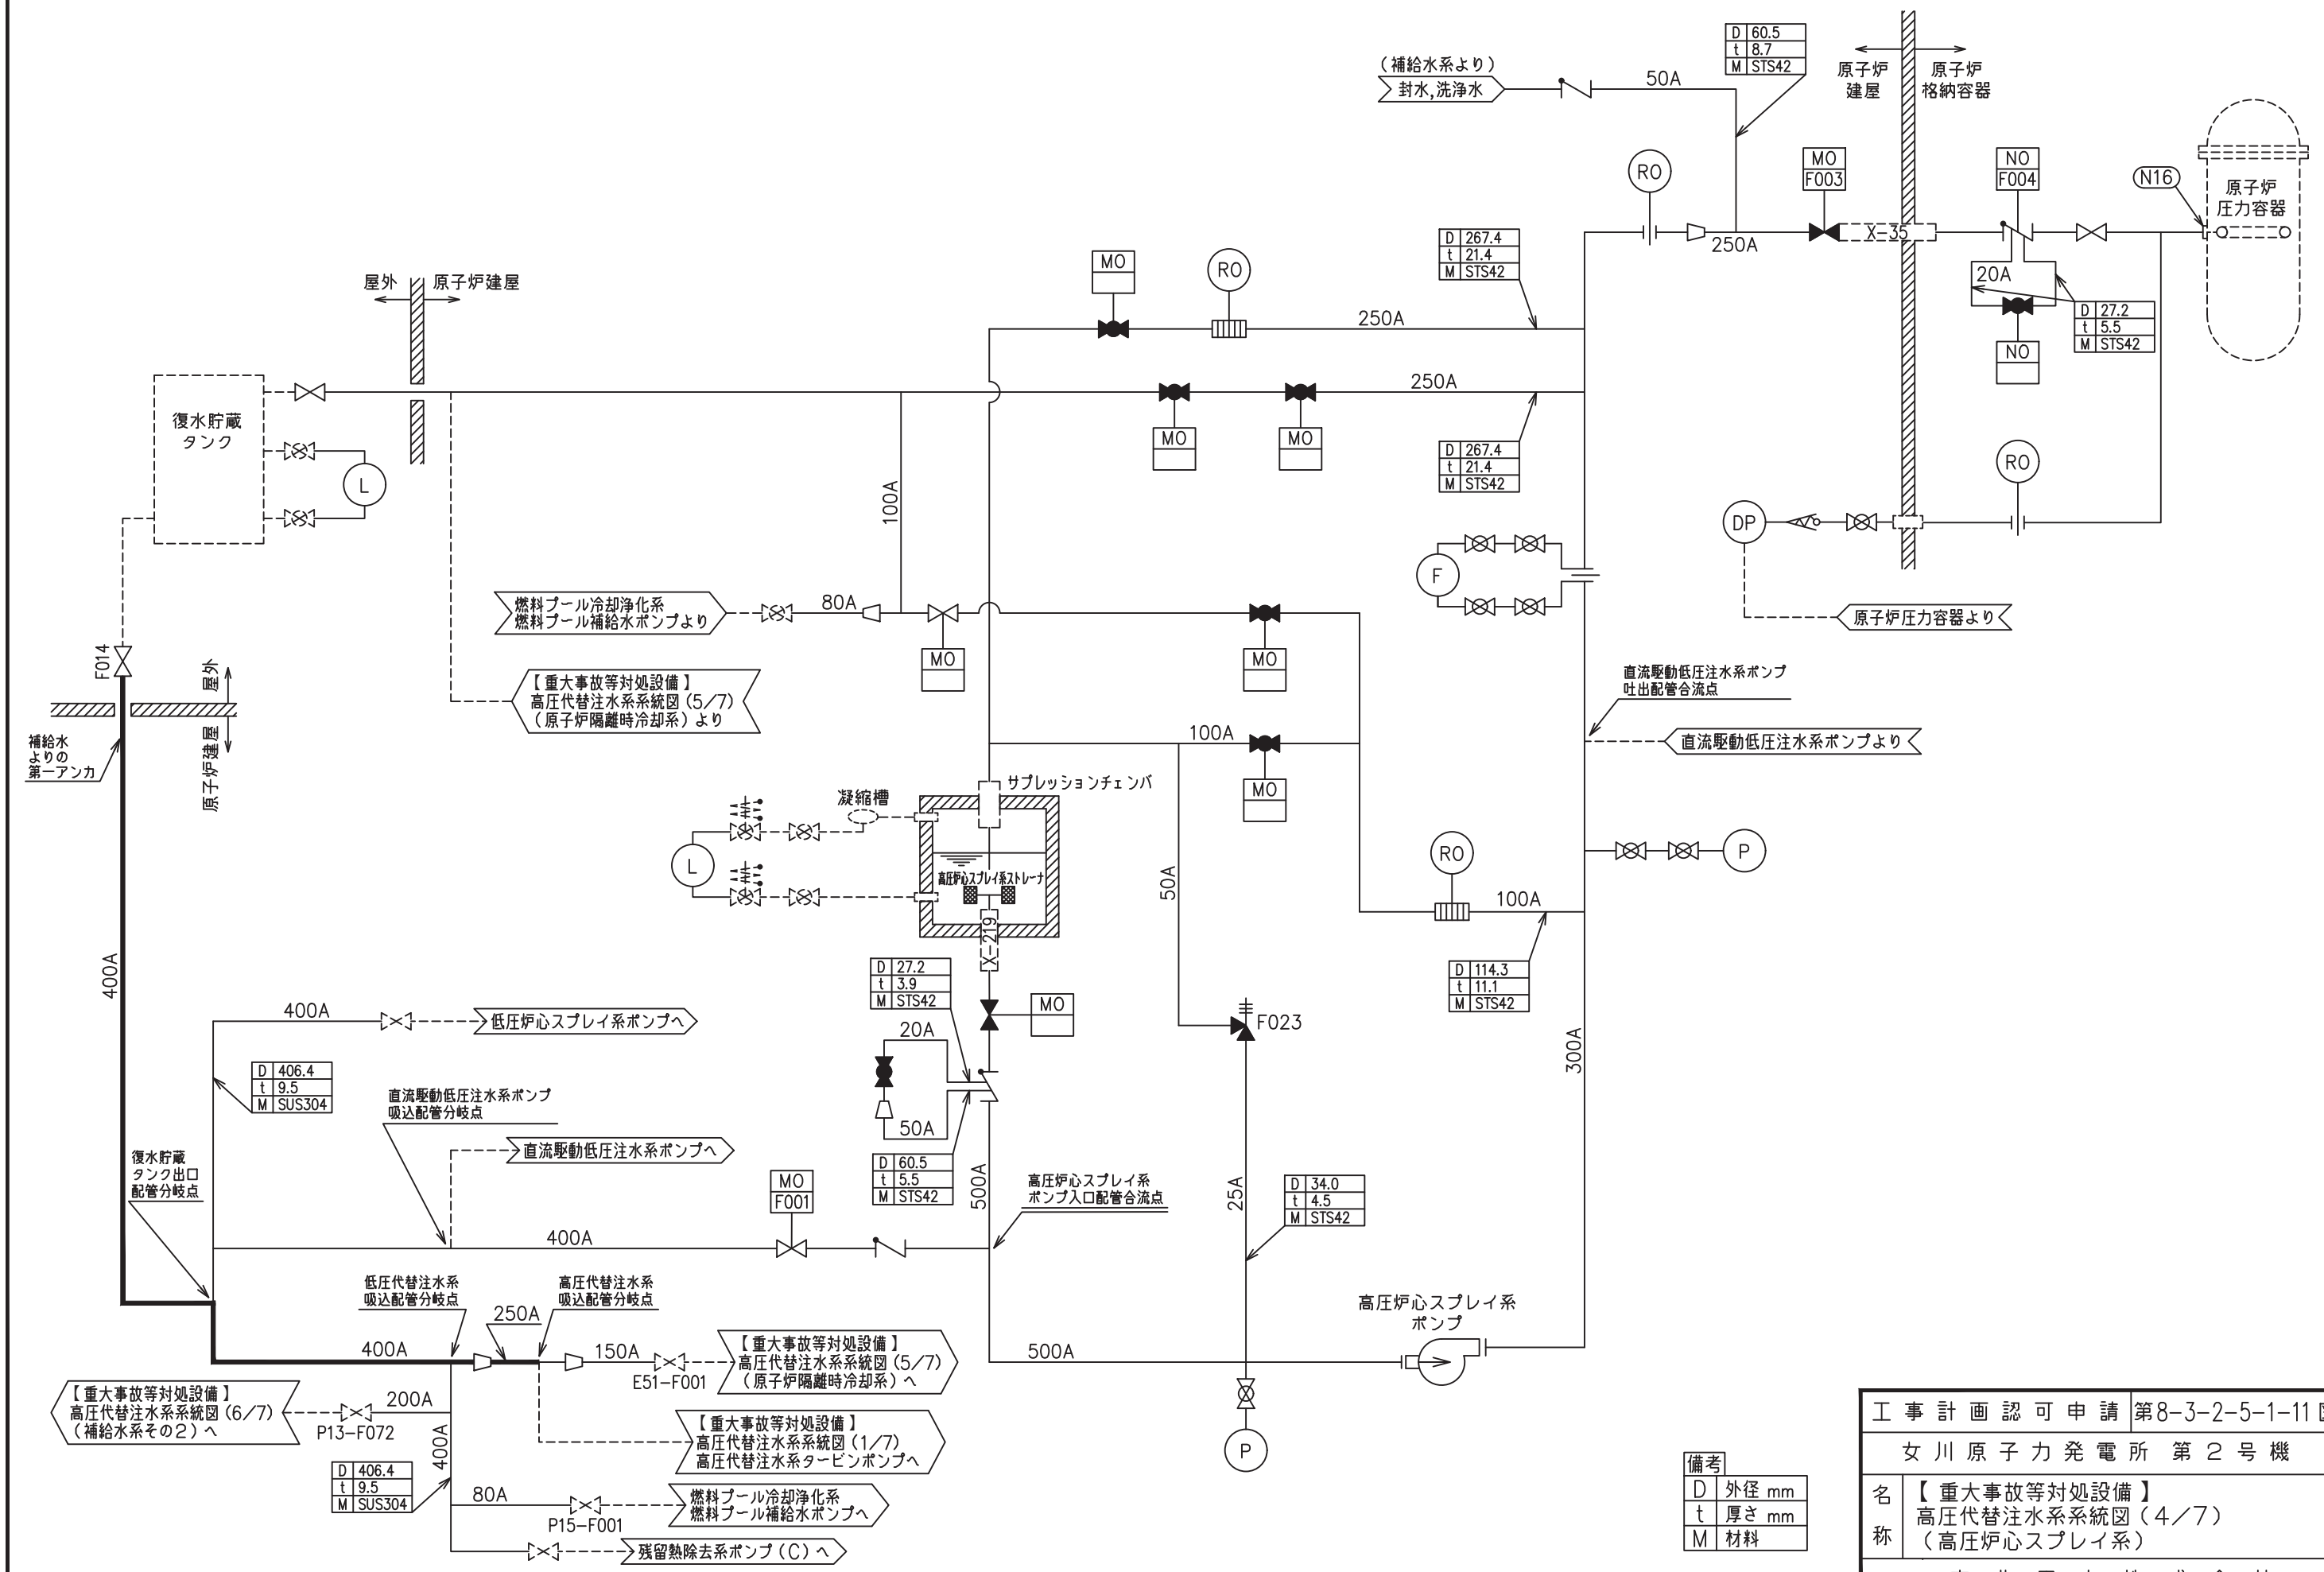 (補給水系より)
封水,洗浄水
50A
D 60.5
t 8.7
M STS42
原子炉
建屋
原子炉
格納容器
RO
MO
F003
NO
F004
N16
原子炉
圧力容器
250A
X-35
20A
D 27.2
t 5.5
M STS42
NO
D 267.4
t 21.4
M STS42
MO
RO
250A
屋外
原子炉建屋
250A
MO
MO
D 267.4
t 21.4
M STS42
復水貯蔵
タンク
L
100A
RO
DP
F
原子炉圧力容器より
燃料プール冷却浄化系
燃料プール補給水ポンプより
80A
MO
MO
F014
屋外
原子炉建屋
補給水
よりの
第一アンカ
【重大事故等対処設備】
高圧代替注水系系統図(5/7)
(原子炉隔離時冷却系)より
直流駆動低圧注水系ポンプ
吐出配管合流点
直流駆動低圧注水系ポンプより
100A
MO
サプレッションチェンバ
凝縮槽
L
高圧炉心スプレイ系ストレーナ
X-219
50A
RO
100A
P
D 114.3
t 11.1
M STS42
400A
D 27.2
t 3.9
M STS42
MO
F023
300A
400A
低圧炉心スプレイ系ポンプへ
20A
D 406.4
t 9.5
M SUS304
直流駆動低圧注水系ポンプ
吸込配管分岐点
50A
直流駆動低圧注水系ポンプへ
D 60.5
t 5.5
M STS42
500A
復水貯蔵
タンク出口
配管分岐点
MO
F001
高圧炉心スプレイ系
ポンプ入口配管合流点
25A
D 34.0
t 4.5
M STS42
400A
低圧代替注水系
吸込配管分岐点
高圧代替注水系
吸込配管分岐点
250A
400A
150A
E51-F001
【重大事故等対処設備】
高圧代替注水系系統図(5/7)
(原子炉隔離時冷却系)へ
500A
高圧炉心スプレイ系
ポンプ
【重大事故等対処設備】
高圧代替注水系系統図(6/7)
(補給水系その2)へ
200A
P13-F072
400A
【重大事故等対処設備】
高圧代替注水系系統図(1/7)
高圧代替注水系タービンポンプへ
P
D 406.4
t 9.5
M SUS304
80A
P15-F001
燃料プール冷却浄化系
燃料プール補給水ポンプへ
残留熱除去系ポンプ(C)へ
備考
D 外径 mm
t 厚さ mm
M 材料
工事計画認可申請 第8-3-2-5-1-11
女川原子力発電所 第2号機
名称
【重大事故等対処設備】
高圧代替注水系系統図(4/7)
(高圧炉心スプレイ系)